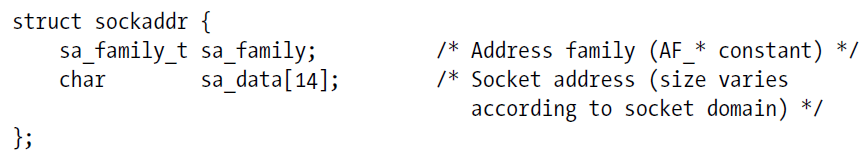 struct sockaddr {
    sa_family_t sa_family;        /* Address family (AF_* constant) */
    char        sa_data[14];      /* Socket address (size varies
                                     according to socket domain) */
};